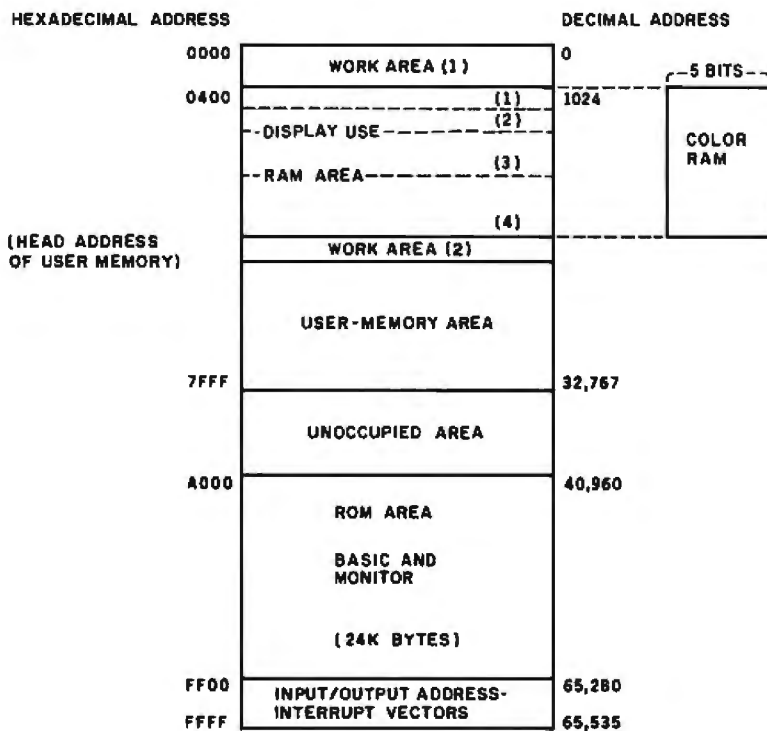 HEXADECIMAL ADDRESS
DECIMAL ADDRESS
0000
WORK AREA (1)
0
5 BITS
0400
(1)
1024
(2)
DISPLAY USE
COLOR
RAM
(3)
RAM AREA
(4)
(HEAD ADDRESS
OF USER MEMORY)
WORK AREA (2)
USER-MEMORY AREA
7FFF
32,767
UNOCCUPIED AREA
A000
40,960
ROM AREA
BASIC AND
MONITOR
(24K BYTES)
FF00
65,280
INPUT/OUTPUT ADDRESS-
INTERRUPT VECTORS
FFFF
65,535